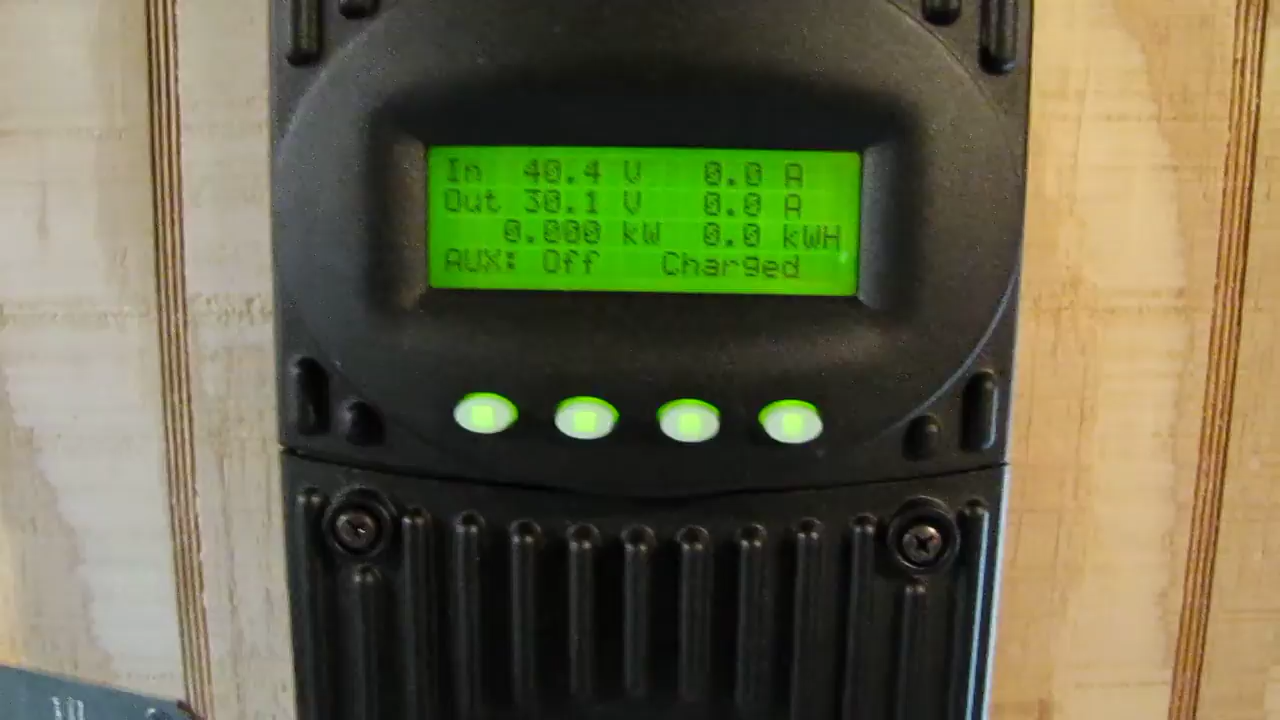 In 40.4 V 0.0 A
Out 30.1 V 0.0 A
0.000 kW 0.0 kWH
AUX: Off Charged